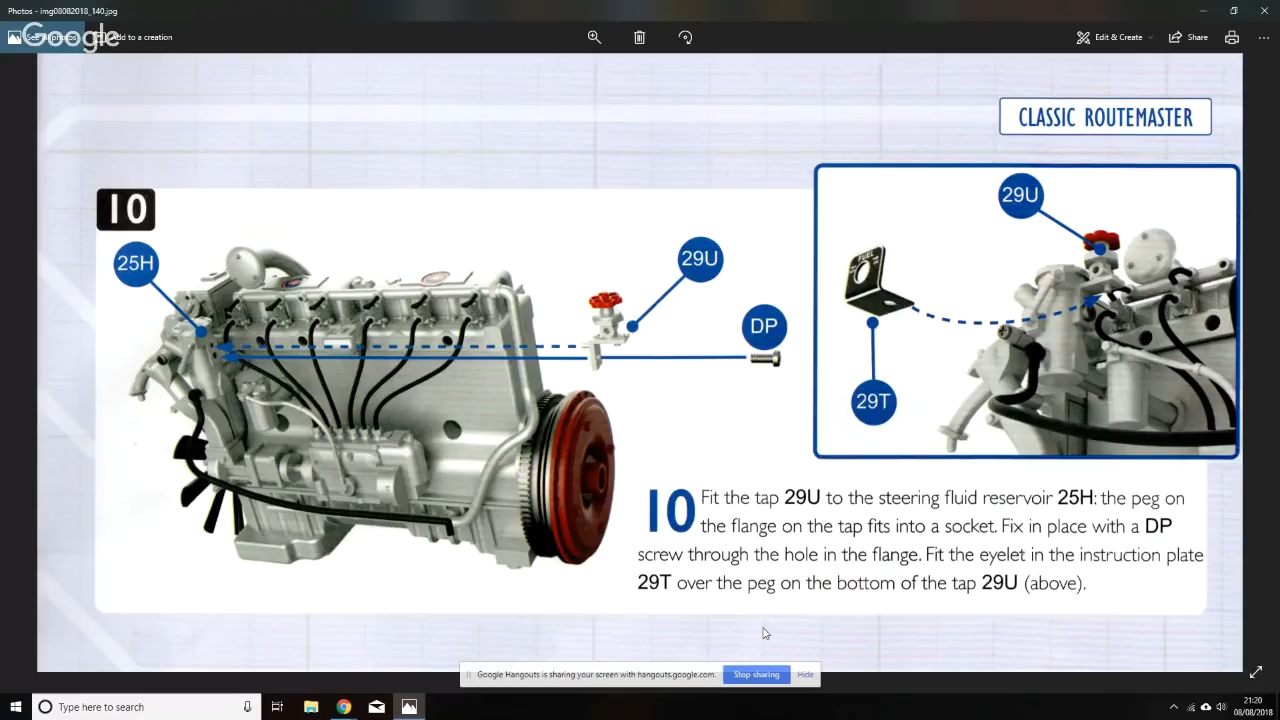 Photos - img08082018_140.jpg
Google
Add to a creation
Edit & Create
Share
CLASSIC ROUTEMASTER
10
25H
29U
DP
29U
FUEL
29T
10 Fit the tap 29U to the steering fluid reservoir 25H: the peg on
the flange on the tap fits into a socket. Fix in place with a DP
screw through the hole in the flange. Fit the eyelet in the instruction plate
29T over the peg on the bottom of the tap 29U (above).
Google Hangouts is sharing your screen with hangouts.google.com.
Stop sharing
Hide
Type here to search
21:20
08/08/2018